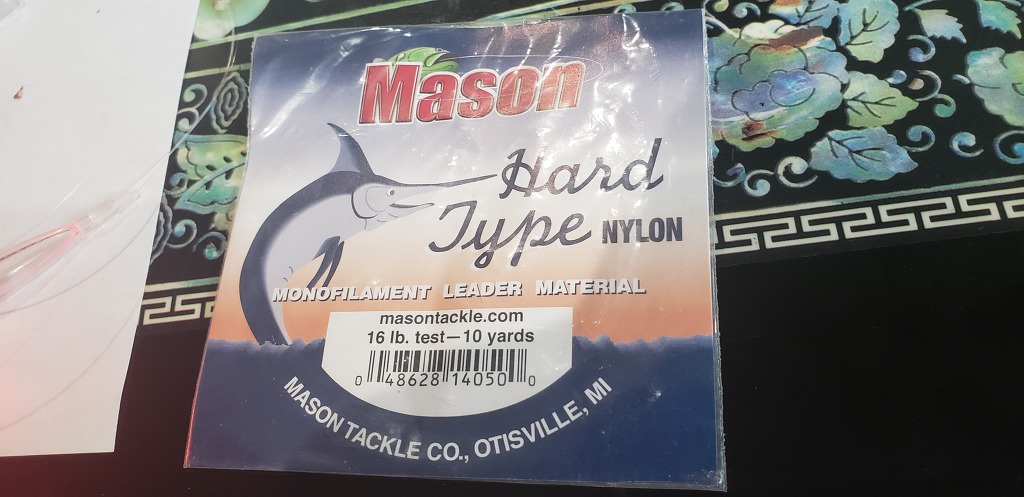 Mason
Hard
Type NYLON
MONOFILAMENT LEADER MATERIAL
masontackle.com
16 lb. test—10 yards
0 48628 14050 0
MASON TACKLE CO., OTISVILLE, MI